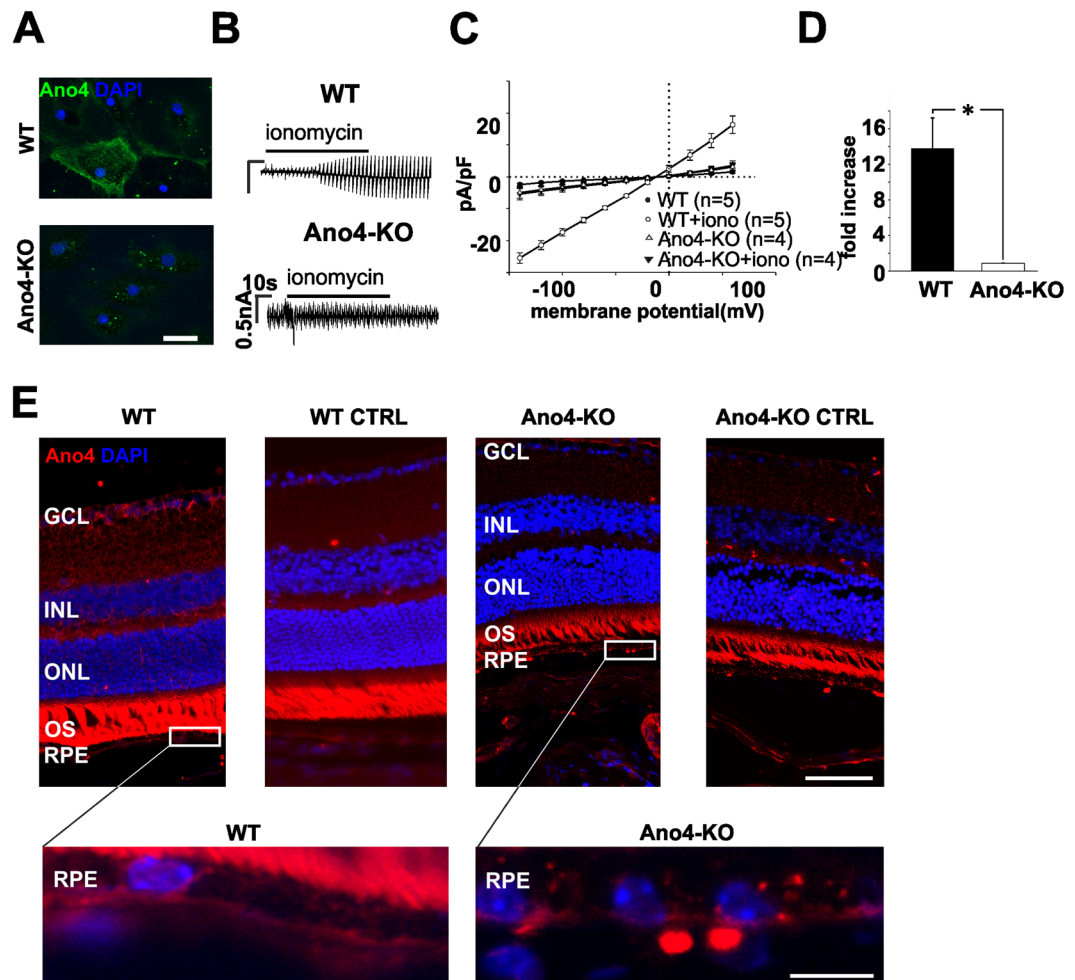 A
B
C
D
Ano4 DAPI
WT
Ano4-KO
WT
ionomycin
Ano4-KO
10s
ionomycin
0.5nA
20
0
-20
pA/pF
-100
0
100
membrane potential(mV)
WT (n=5)
WT+iono (n=5)
Ano4-KO (n=4)
Ano4-KO+iono (n=4)
*
16
12
8
4
0
fold increase
WT
Ano4-KO
E
WT
WT CTRL
Ano4-KO
Ano4-KO CTRL
Ano4 DAPI
GCL
INL
ONL
OS
RPE
GCL
INL
ONL
OS
RPE
WT
Ano4-KO
RPE
RPE